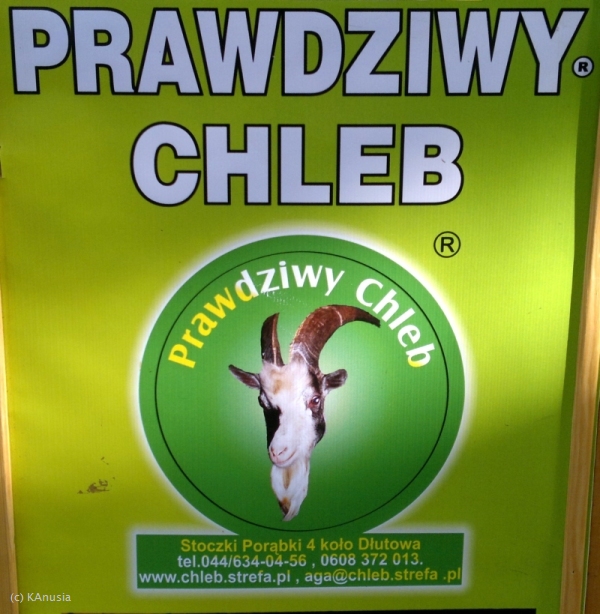 PRAWDZIWY®
CHLEB
®
Prawdziwy Chleb
Stoczki Porąbki 4 koło Dłutowa
tel.044/634-04-56 , 0608 372 013.
www.chleb.strefa.pl , aga@chleb.strefa .pl
(c) KAnusia